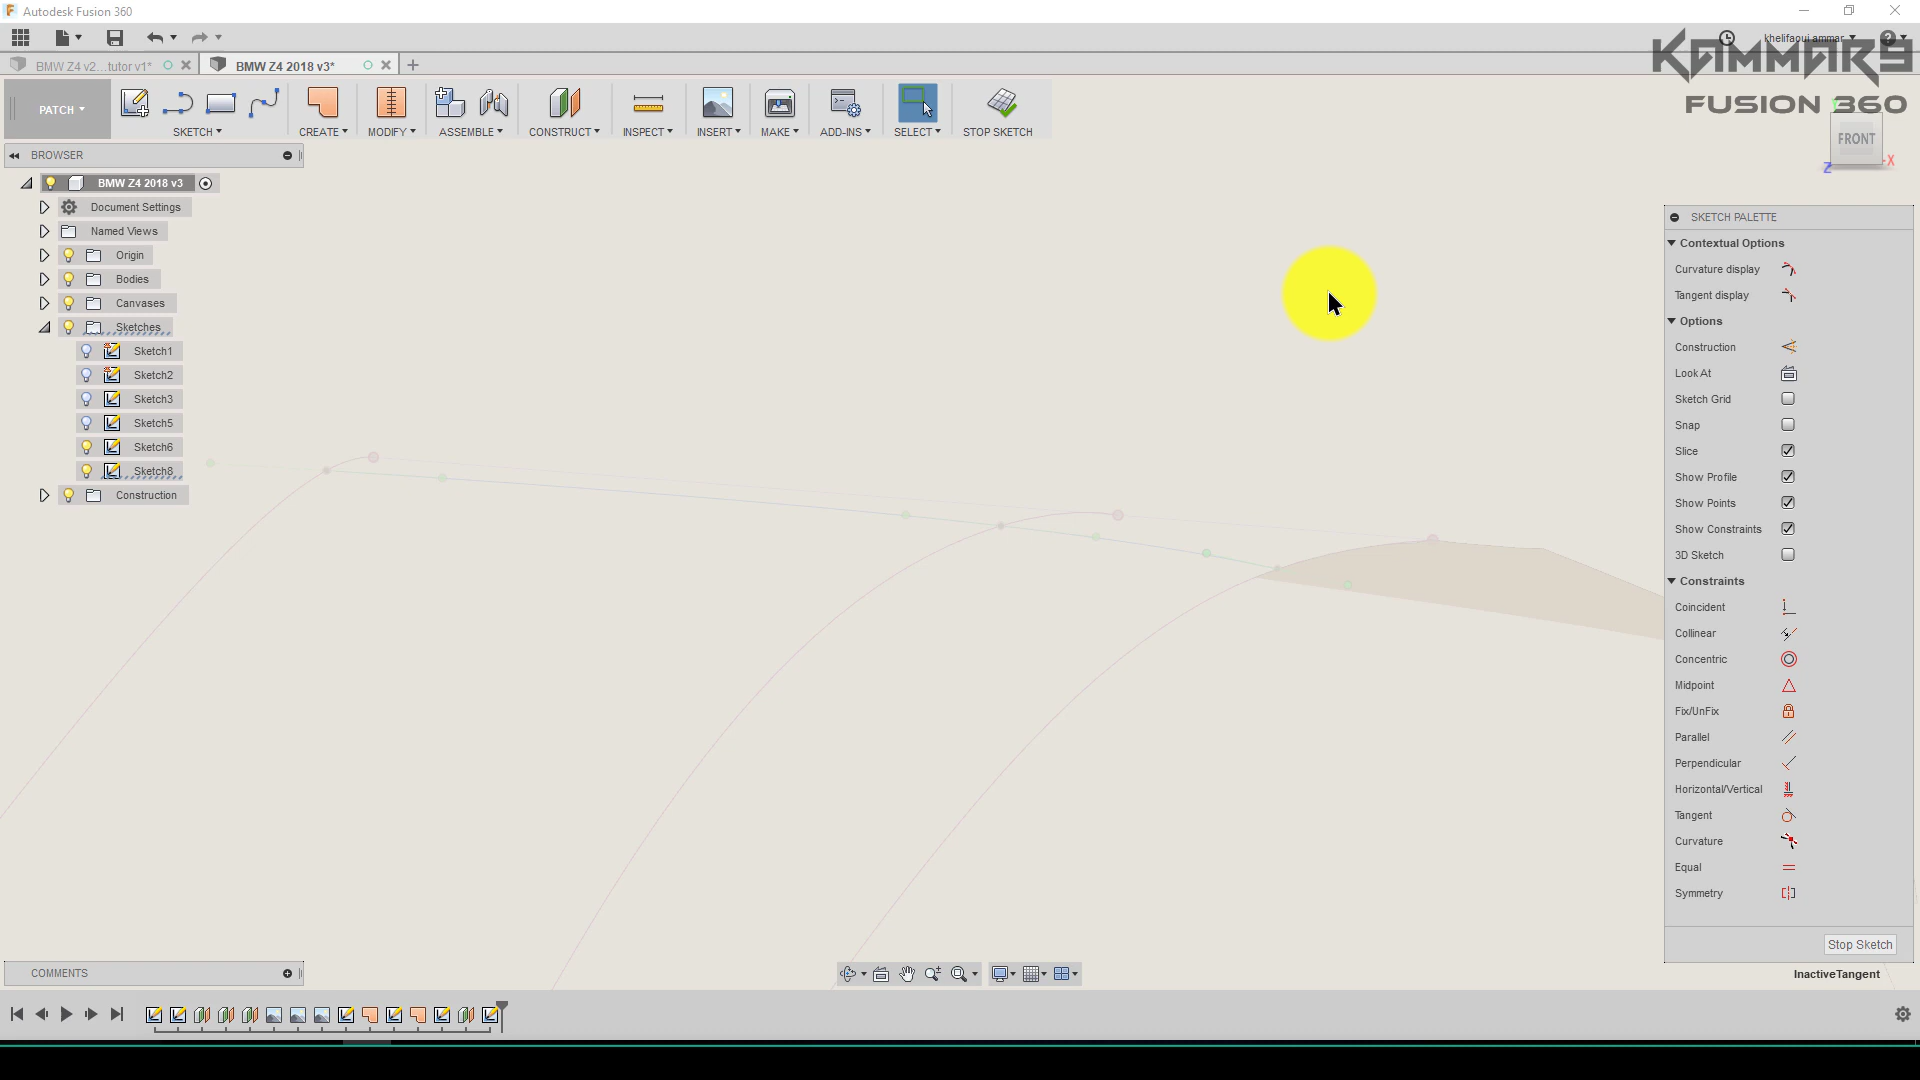 Autodesk Fusion 360
khelifaoui ammar
KAMMAR9
FUSION 360
BMW Z4 v2...tutor v1*
BMW Z4 2018 v3*
PATCH
SKETCH
CREATE
MODIFY
ASSEMBLE
CONSTRUCT
INSPECT
INSERT
MAKE
ADD-INS
SELECT
STOP SKETCH
FRONT
X
Z
BROWSER
BMW Z4 2018 v3
Document Settings
Named Views
Origin
Bodies
Canvases
Sketches
Sketch1
Sketch2
Sketch3
Sketch5
Sketch6
Sketch8
Construction
SKETCH PALETTE
Contextual Options
Curvature display
Tangent display
Options
Construction
Look At
Sketch Grid
Snap
Slice
Show Profile
Show Points
Show Constraints
3D Sketch
Constraints
Coincident
Collinear
Concentric
Midpoint
Fix/UnFix
Parallel
Perpendicular
Horizontal/Vertical
Tangent
Curvature
Equal
Symmetry
Stop Sketch
COMMENTS
InactiveTangent